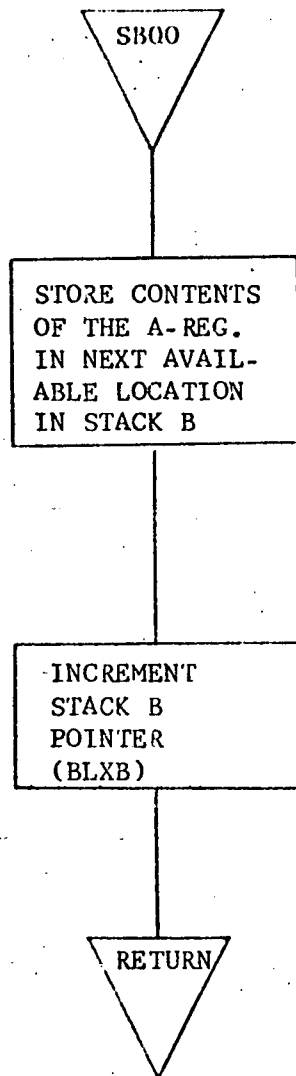 SB00
STORE CONTENTS
OF THE A-REG.
IN NEXT AVAIL-
ABLE LOCATION
IN STACK B
INCREMENT
STACK B
POINTER
(BLXB)
RETURN